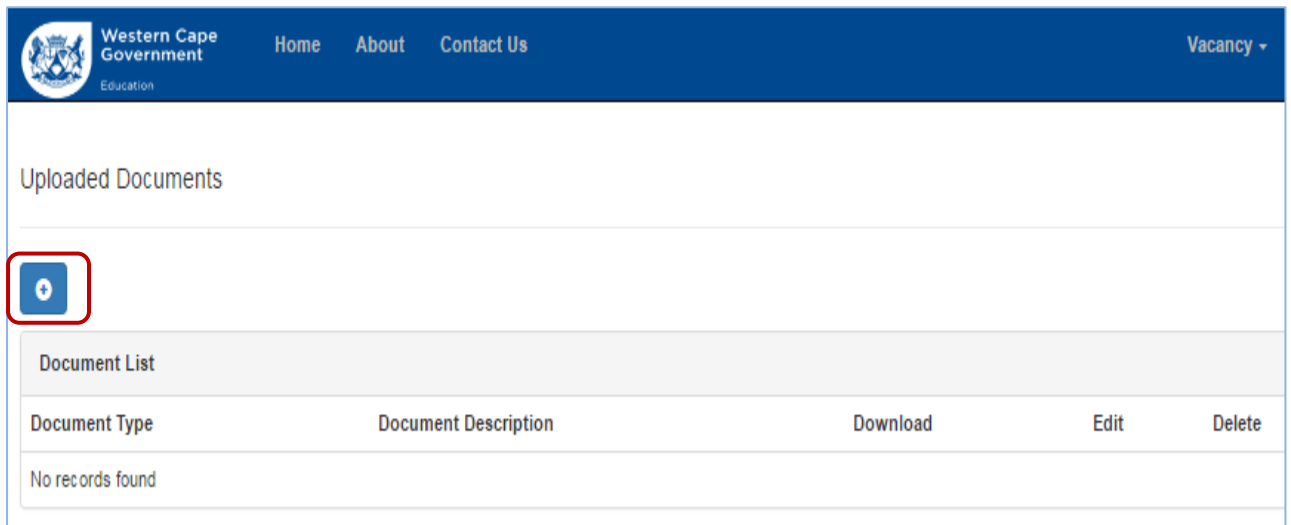 Western Cape
Government
Education
Home About Contact Us Vacancy
Uploaded Documents
Document List
Document Type Document Description Download Edit Delete
No records found